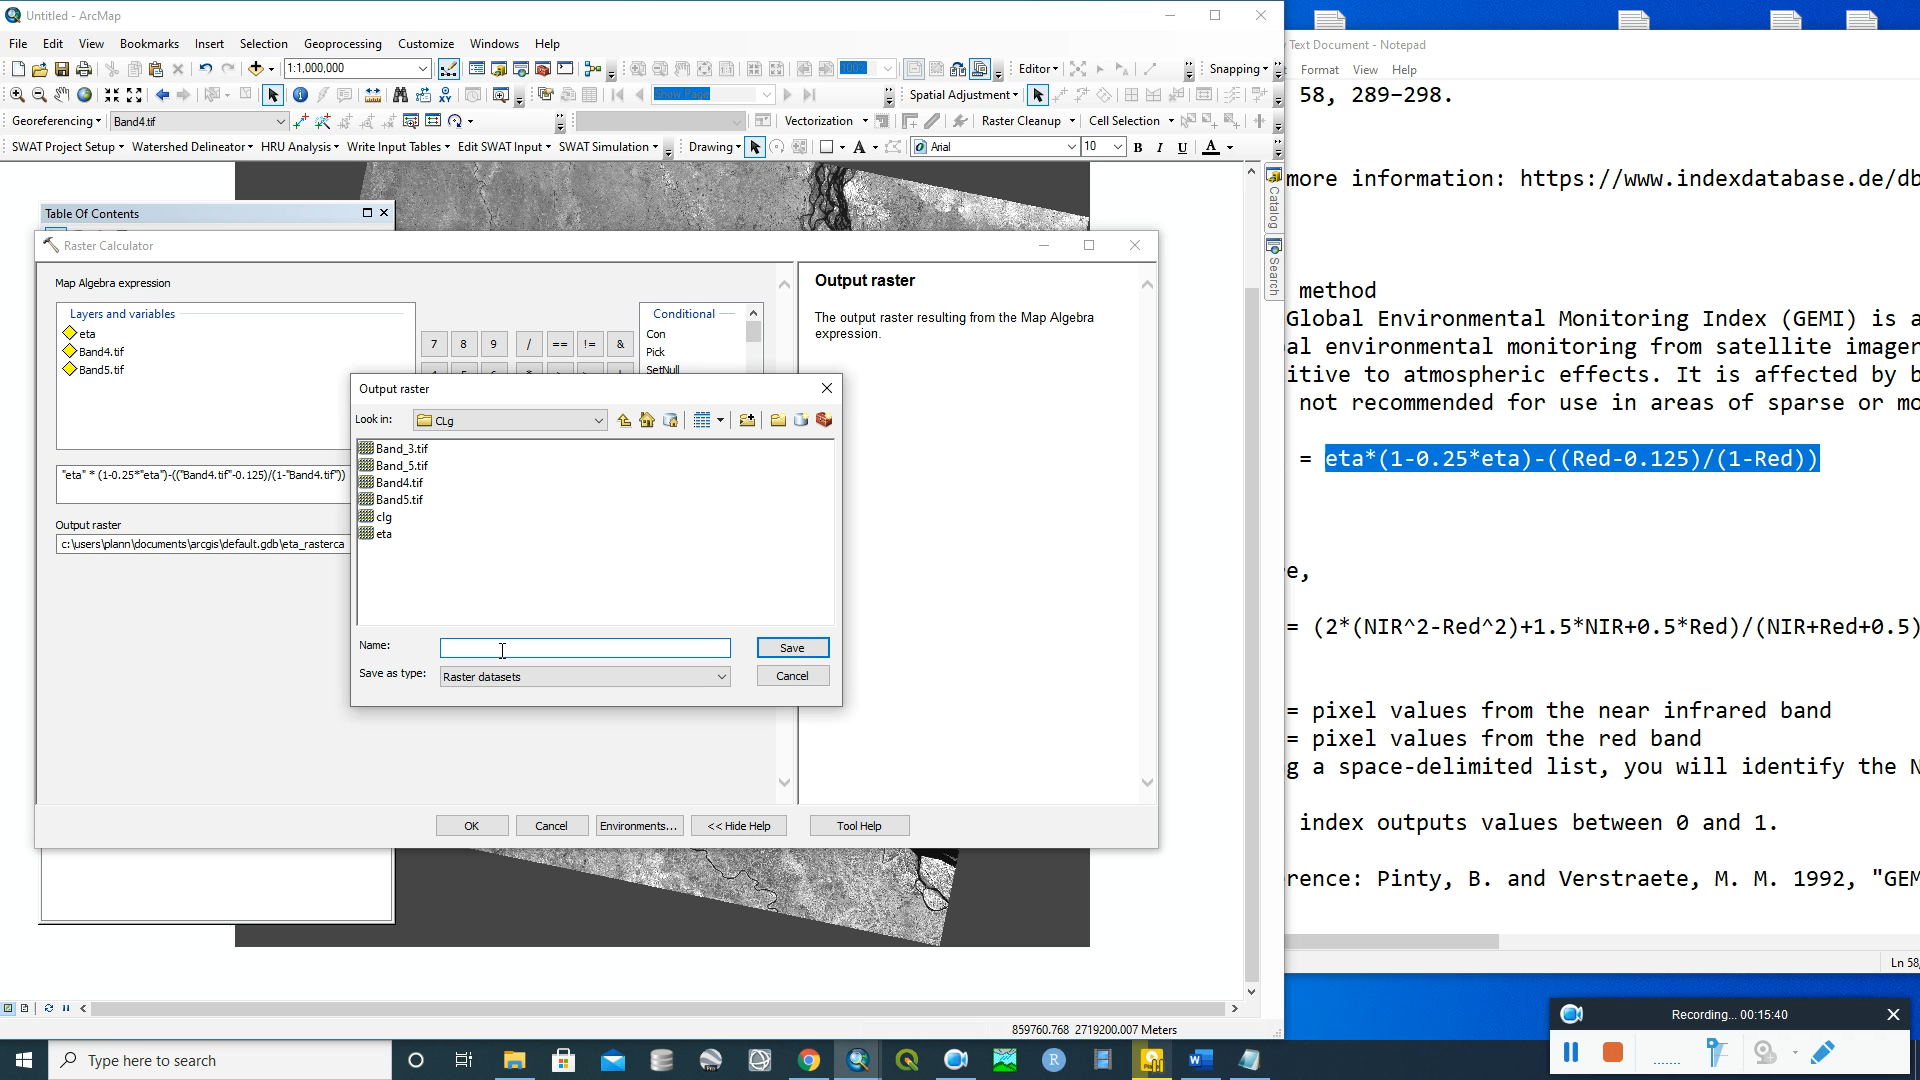 Untitled - ArcMap
File Edit View Bookmarks Insert Selection Geoprocessing Customize Windows Help
1:1,000,000
100%
Editor
Snapping
Show Page
Spatial Adjustment
Georeferencing
Band4.tif
Vectorization
Raster Cleanup
Cell Selection
SWAT Project Setup Watershed Delineator HRU Analysis Write Input Tables Edit SWAT Input SWAT Simulation
Drawing
A
Arial
10
B I U A
Table Of Contents
Catalog
Search
Raster Calculator
Map Algebra expression
Layers and variables
eta
Band4.tif
Band5.tif
7 8 9 / == != &
Conditional
Con
Pick
SetNull
"eta" * (1-0.25*"eta")-(("Band4.tif"-0.125)/(1-"Band4.tif"))
Output raster
c:\users\plann\documents\arcgis\default.gdb\eta_rasterca
Output raster
The output raster resulting from the Map Algebra
expression.
Output raster
Look in:
CLg
Band_3.tif
Band_5.tif
Band4.tif
Band5.tif
clg
eta
Name:
Save
Save as type:
Raster datasets
Cancel
OK
Cancel
Environments...
<< Hide Help
Tool Help
859760.768 2719200.007 Meters
Text Document - Notepad
Format View Help
58, 289-298.
more information: https://www.indexdatabase.de/db
method
Global Environmental Monitoring Index (GEMI) is a
al environmental monitoring from satellite imager
itive to atmospheric effects. It is affected by b
not recommended for use in areas of sparse or mo
= eta*(1-0.25*eta)-((Red-0.125)/(1-Red))
e,
= (2*(NIR^2-Red^2)+1.5*NIR+0.5*Red)/(NIR+Red+0.5)
= pixel values from the near infrared band
= pixel values from the red band
g a space-delimited list, you will identify the N
index outputs values between 0 and 1.
rence: Pinty, B. and Verstraete, M. M. 1992, "GEM
Ln 58,
Recording... 00:15:40
Type here to search